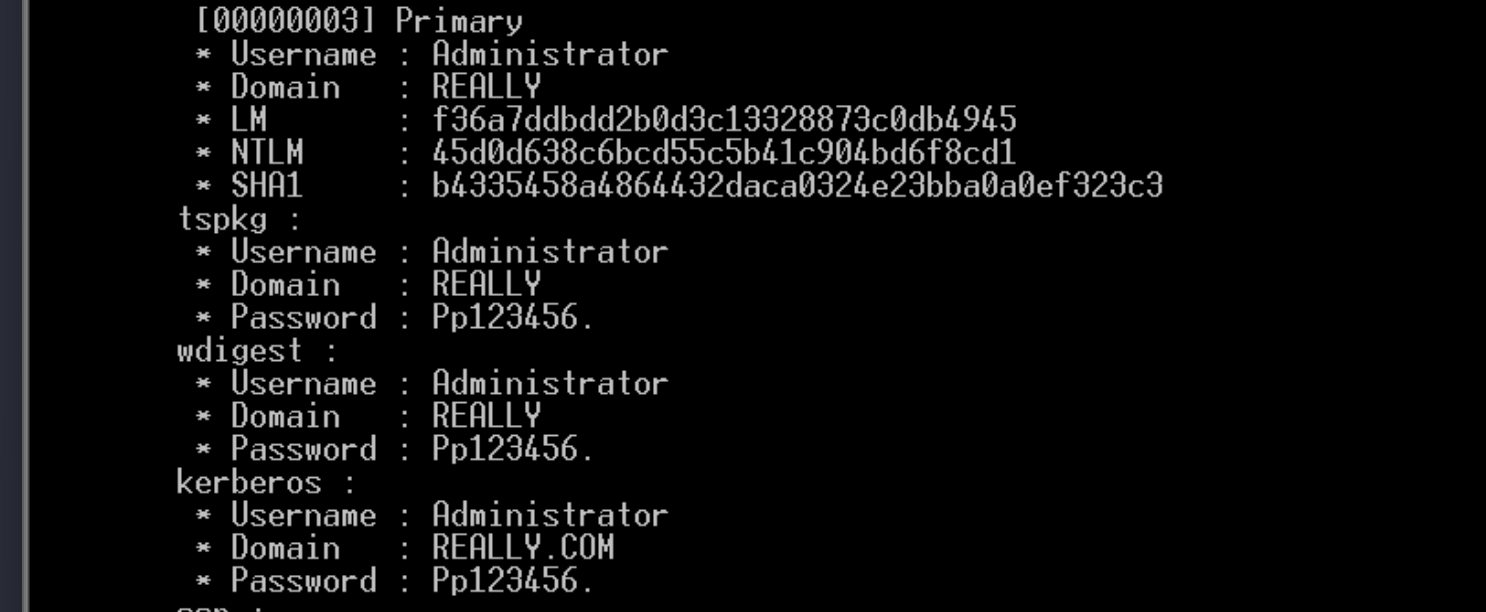 [00000003] Primary
* Username : Administrator
* Domain   : REALLY
* LM       : f36a7ddbdd2b0d3c13328873c0db4945
* NTLM     : 45d0d638c6bcd55c5b41c904bd6f8cd1
* SHA1     : b4335458a4864432daca0324e23bba0a0ef323c3
tspkg :
* Username : Administrator
* Domain   : REALLY
* Password : Pp123456.
wdigest :
* Username : Administrator
* Domain   : REALLY
* Password : Pp123456.
kerberos :
* Username : Administrator
* Domain   : REALLY.COM
* Password : Pp123456.